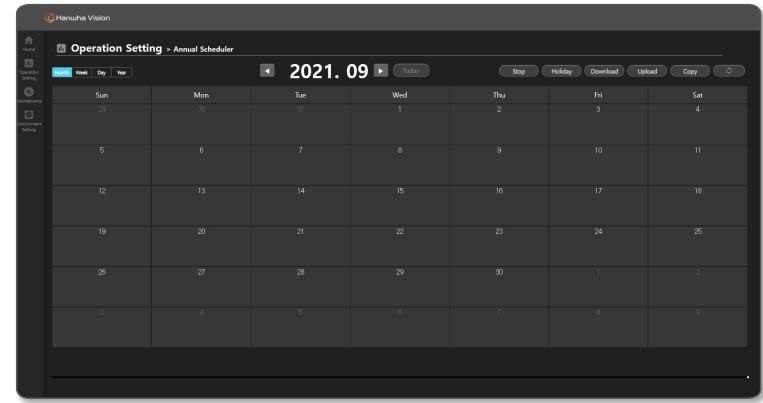 Hanwha Vision
Home
Operation Setting > Annual Scheduler
Operation
Setting
Month Week Day Year
2021. 09
Today
Stop Holiday Download Upload Copy
Maintenance
Environment
Setting
Sun Mon Tue Wed Thu Fri Sat
29 30 31 1 2 3 4
5 6 7 8 9 10 11
12 13 14 15 16 17 18
19 20 21 22 23 24 25
26 27 28 29 30 1 2
3 4 5 6 7 8 9